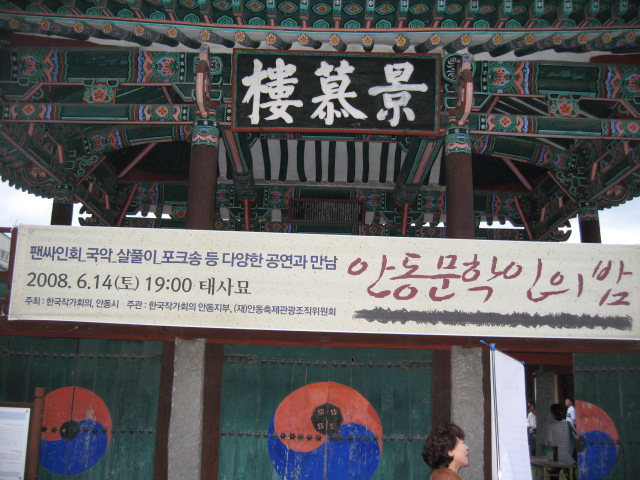 樓慕景
팬싸인회, 국악, 살풀이, 포크송 등 다양한 공연과 만남
2008. 6.14(토) 19:00 태사묘
주최 : 한국작가회의, 안동시 주관 : 한국작가회의 안동지부, (재)안동축제관광조직위원회
안동문학인의 밤